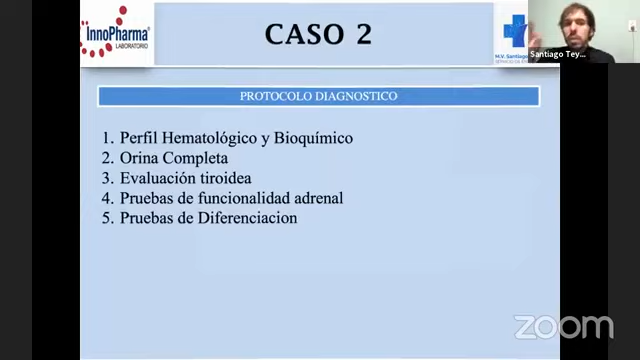 InnoPharma
LABORATORIO
CASO 2
M.V. Santiago
Santiago Tey...
PROTOCOLO DIAGNOSTICO
1. Perfil Hematológico y Bioquímico
2. Orina Completa
3. Evaluación tiroidea
4. Pruebas de funcionalidad adrenal
5. Pruebas de Diferenciacion
zoom